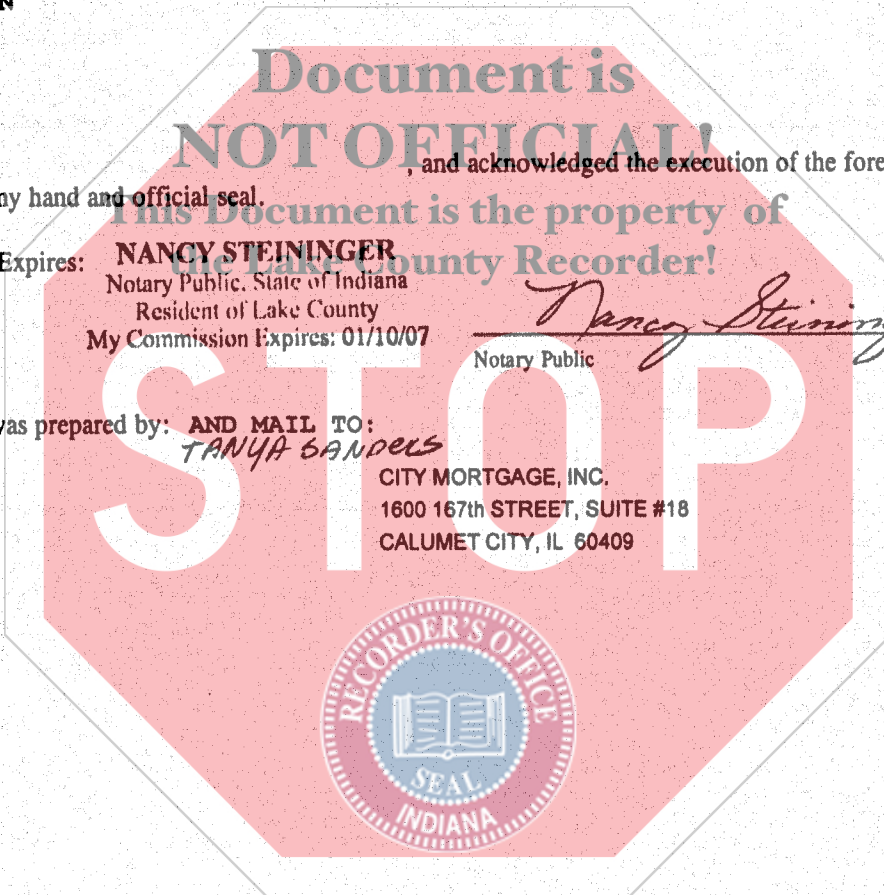 N
Document is
NOT OFFICIAL!
, and acknowledged the execution of the fore
ny hand and official seal.
This Document is the property of
the Lake County Recorder!
Expires: NANCY STEININGER
Notary Public, State of Indiana
Resident of Lake County
My Commission Expires: 01/10/07
Nancy Steining
Notary Public
was prepared by: AND MAIL TO:
TANYA SANDERS
CITY MORTGAGE, INC.
1600 167th STREET, SUITE #18
CALUMET CITY, IL 60409
STOP
RECORDER'S OFFICE
SEAL
INDIANA